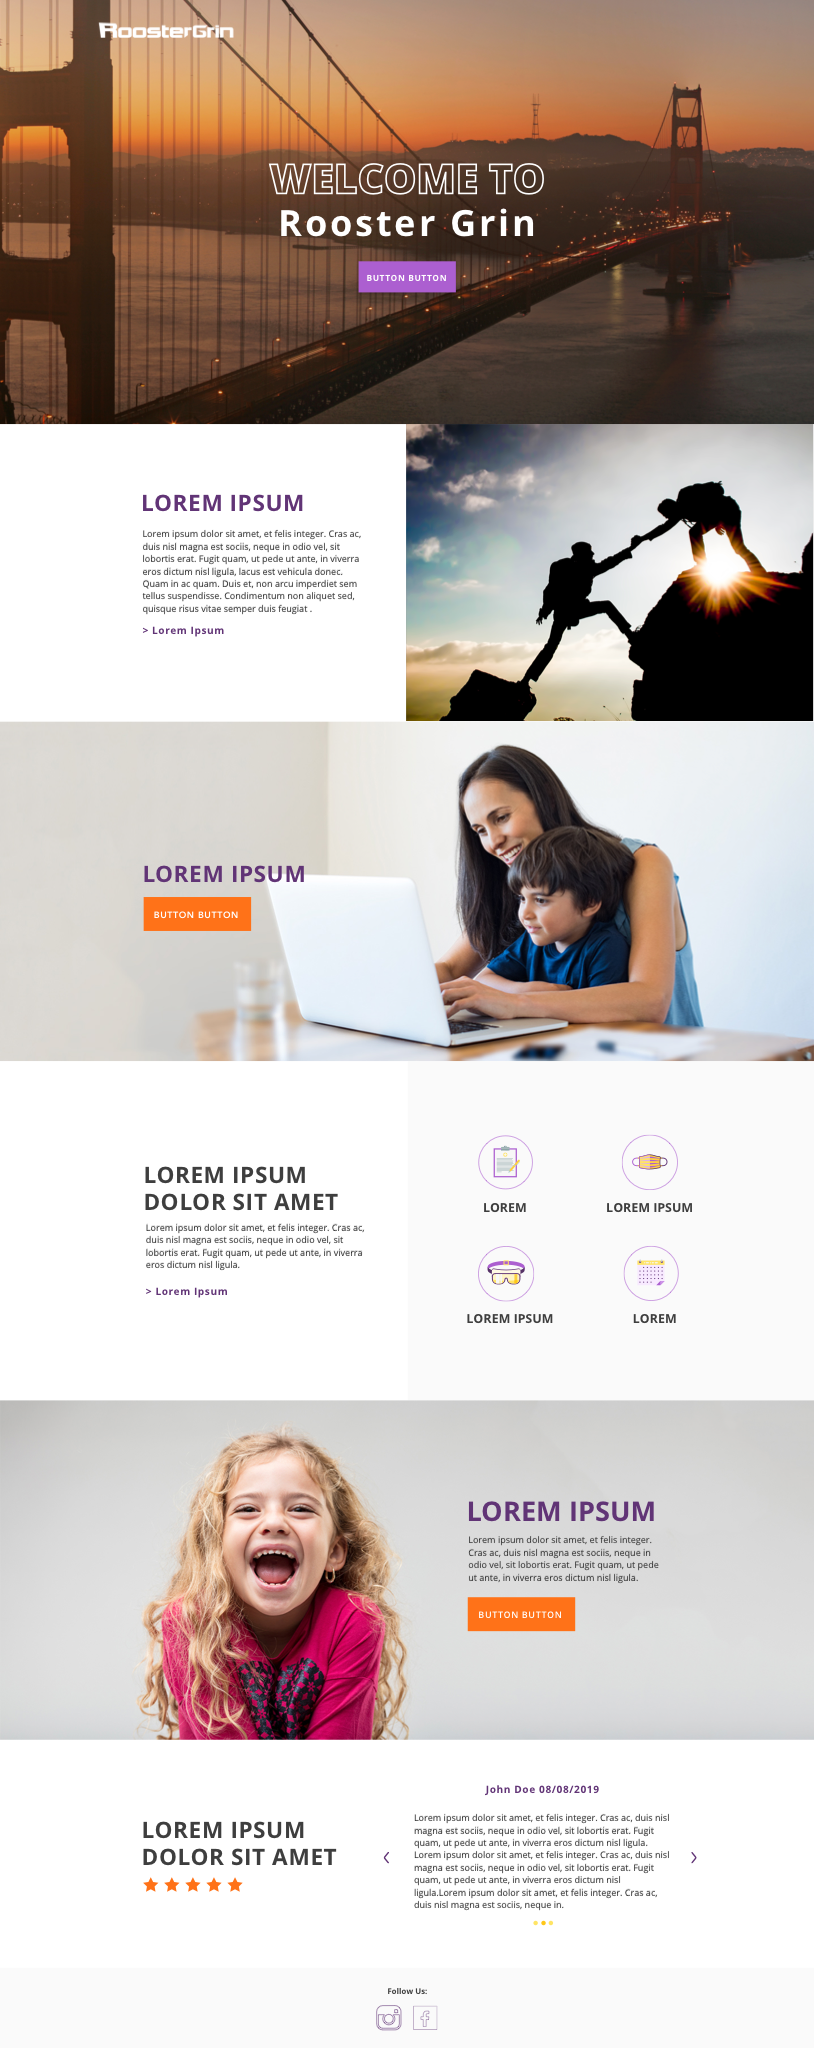 RoosterGrin
WELCOME TO
Rooster Grin
BUTTON BUTTON
LOREM IPSUM
Lorem ipsum dolor sit amet, et felis integer. Cras ac,
duis nisl magna est sociis, neque in odio vel, sit
lobortis erat. Fugit quam, ut pede ut ante, in viverra
eros dictum nisl ligula, lacus est vehicula donec.
Quam in ac quam. Duis et, non arcu imperdiet sem
tellus suspendisse. Condimentum non aliquet sed,
quisque risus vitae semper duis feugiat .
> Lorem Ipsum
LOREM IPSUM
BUTTON BUTTON
LOREM IPSUM
DOLOR SIT AMET
Lorem ipsum dolor sit amet, et felis integer. Cras ac,
duis nisl magna est sociis, neque in odio vel, sit
lobortis erat. Fugit quam, ut pede ut ante, in viverra
eros dictum nisl ligula.
> Lorem Ipsum
LOREM
LOREM IPSUM
LOREM IPSUM
LOREM
LOREM IPSUM
Lorem ipsum dolor sit amet, et felis integer.
Cras ac, duis nisl magna est sociis, neque in
odio vel, sit lobortis erat. Fugit quam, ut pede
ut ante, in viverra eros dictum nisl ligula.
BUTTON BUTTON
LOREM IPSUM
DOLOR SIT AMET
John Doe 08/08/2019
Lorem ipsum dolor sit amet, et felis integer. Cras ac, duis nisl
magna est sociis, neque in odio vel, sit lobortis erat. Fugit
quam, ut pede ut ante, in viverra eros dictum nisl ligula.
Lorem ipsum dolor sit amet, et felis integer. Cras ac, duis nisl
magna est sociis, neque in odio vel, sit lobortis erat. Fugit
quam, ut pede ut ante, in viverra eros dictum nisl
ligula.Lorem ipsum dolor sit amet, et felis integer. Cras ac,
duis nisl magna est sociis, neque in.
Follow Us: